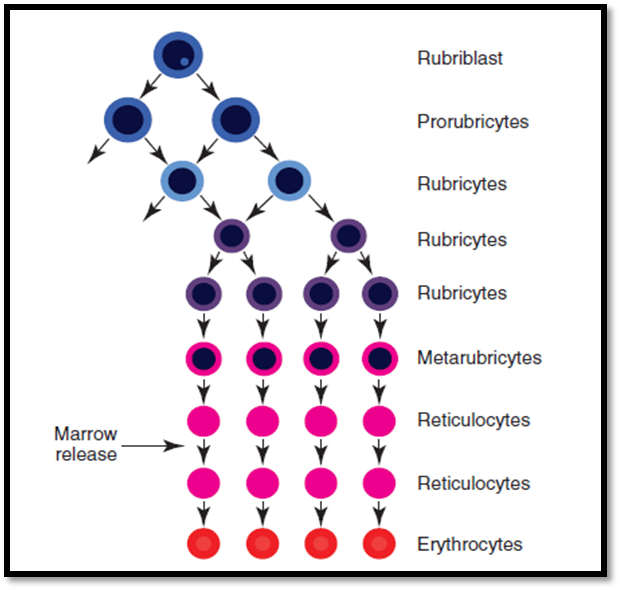 Rubriblast
Prorubricytes
Rubricytes
Rubricytes
Rubricytes
Metarubricytes
Reticulocytes
Marrow
release
Reticulocytes
Erythrocytes